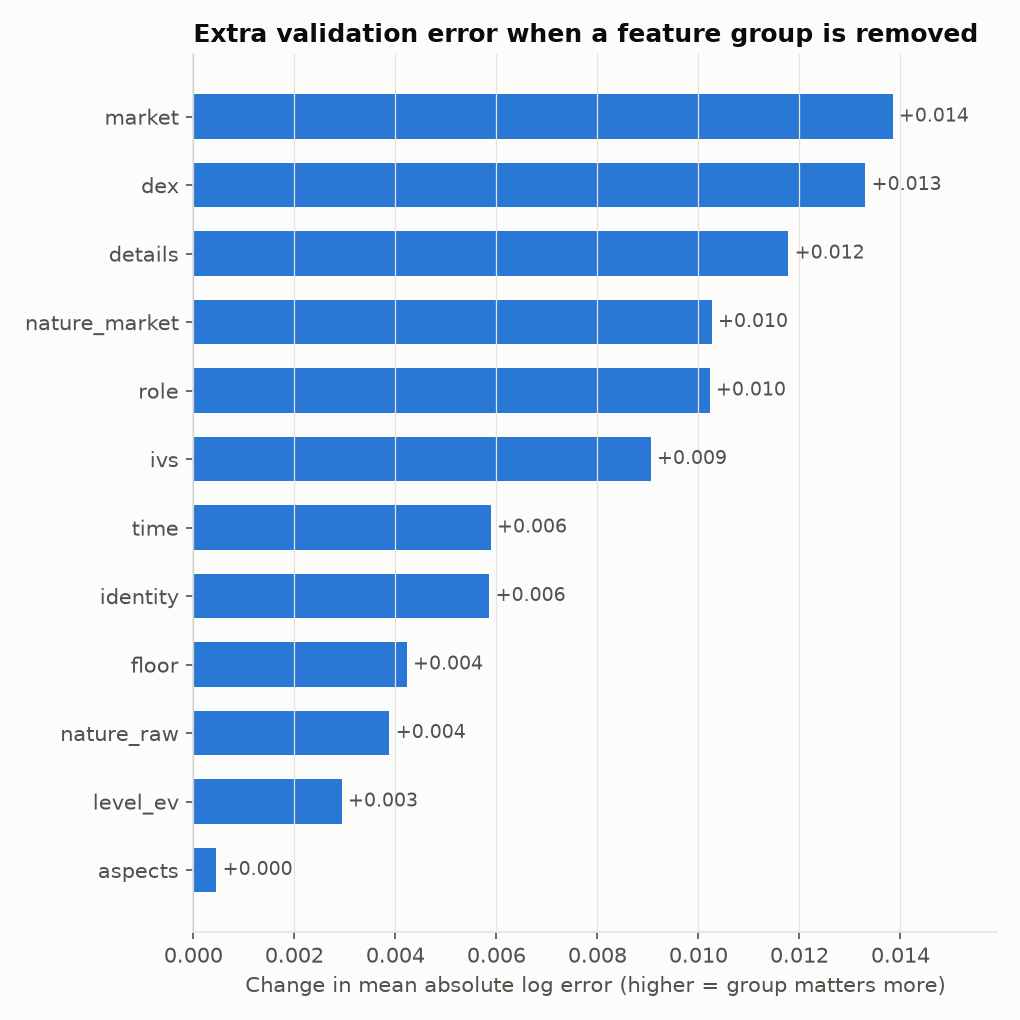 Extra validation error when a feature group is removed
market
+0.014
dex
+0.013
details
+0.012
nature_market
+0.010
role
+0.010
ivs
+0.009
time
+0.006
identity
+0.006
floor
+0.004
nature_raw
+0.004
level_ev
+0.003
aspects
+0.000
0.000 0.002 0.004 0.006 0.008 0.010 0.012 0.014
Change in mean absolute log error (higher = group matters more)